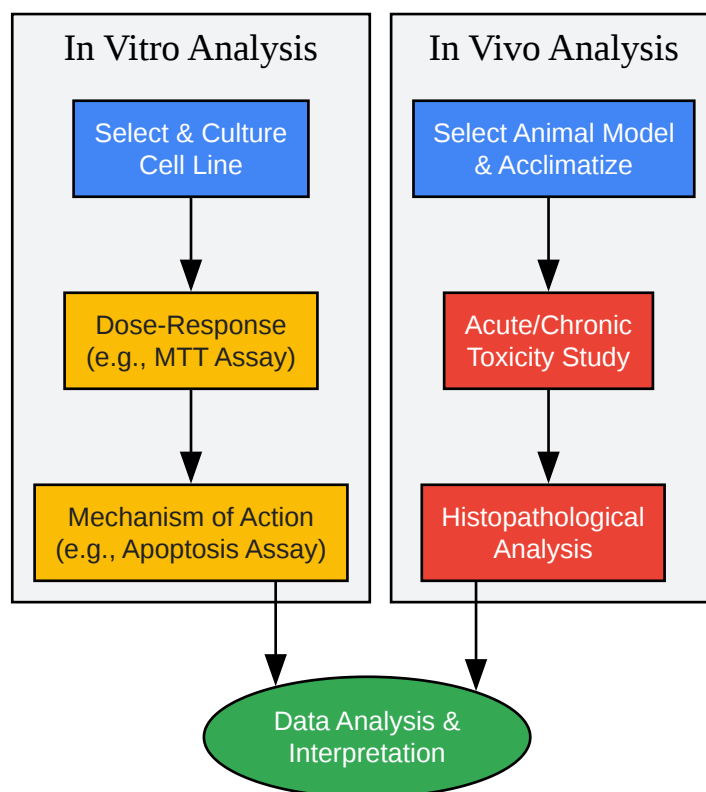 In Vitro Analysis
Select & Culture
Cell Line
Dose-Response
(e.g., MTT Assay)
Mechanism of Action
(e.g., Apoptosis Assay)
In Vivo Analysis
Select Animal Model
& Acclimatize
Acute/Chronic
Toxicity Study
Histopathological
Analysis
Data Analysis &
Interpretation